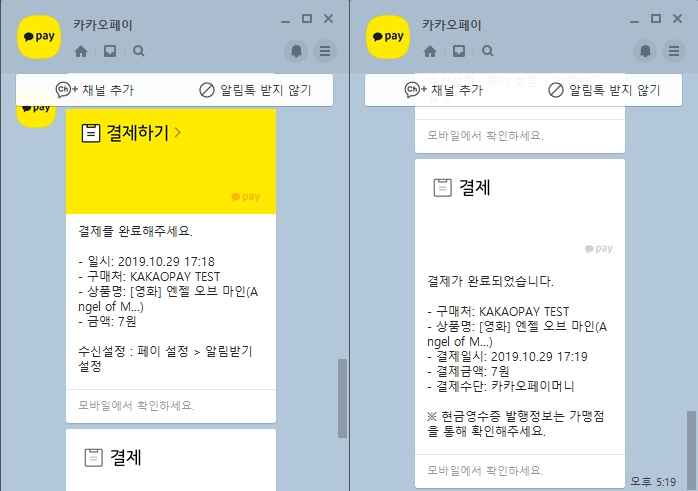 pay
카카오페이
Ch+ 채널 추가
알림톡 받지 않기
pay
결제하기 >
pay
결제를 완료해주세요.
- 일시: 2019.10.29 17:18
- 구매처: KAKAOPAY TEST
- 상품명: [영화] 엔젤 오브 마인(A
ngel of M...)
- 금액: 7원
수신설정 : 페이 설정 > 알림받기
설정
모바일에서 확인하세요.
결제
pay
카카오페이
Ch+ 채널 추가
알림톡 받지 않기
모바일에서 확인하세요.
결제
pay
결제가 완료되었습니다.
- 구매처: KAKAOPAY TEST
- 상품명: [영화] 엔젤 오브 마인(A
ngel of M...)
- 결제일시: 2019.10.29 17:19
- 결제금액: 7원
- 결제수단: 카카오페이머니
※ 현금영수증 발행정보는 가맹점
을 통해 확인해주세요.
모바일에서 확인하세요.
오후 5:19